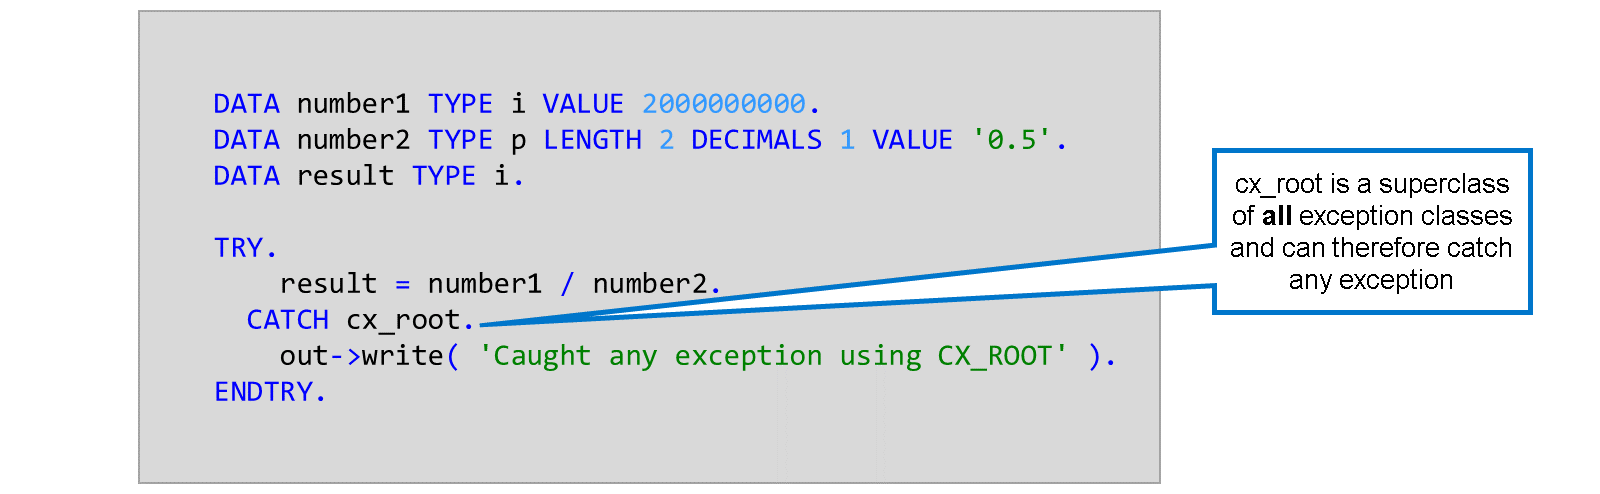 DATA number1 TYPE i VALUE 2000000000.
DATA number2 TYPE p LENGTH 2 DECIMALS 1 VALUE '0.5'.
DATA result TYPE i.
TRY.
result = number1 / number2.
CATCH cx_root.
out->write( 'Caught any exception using CX_ROOT' ).
ENDTRY.
cx_root is a superclass
of all exception classes
and can therefore catch
any exception